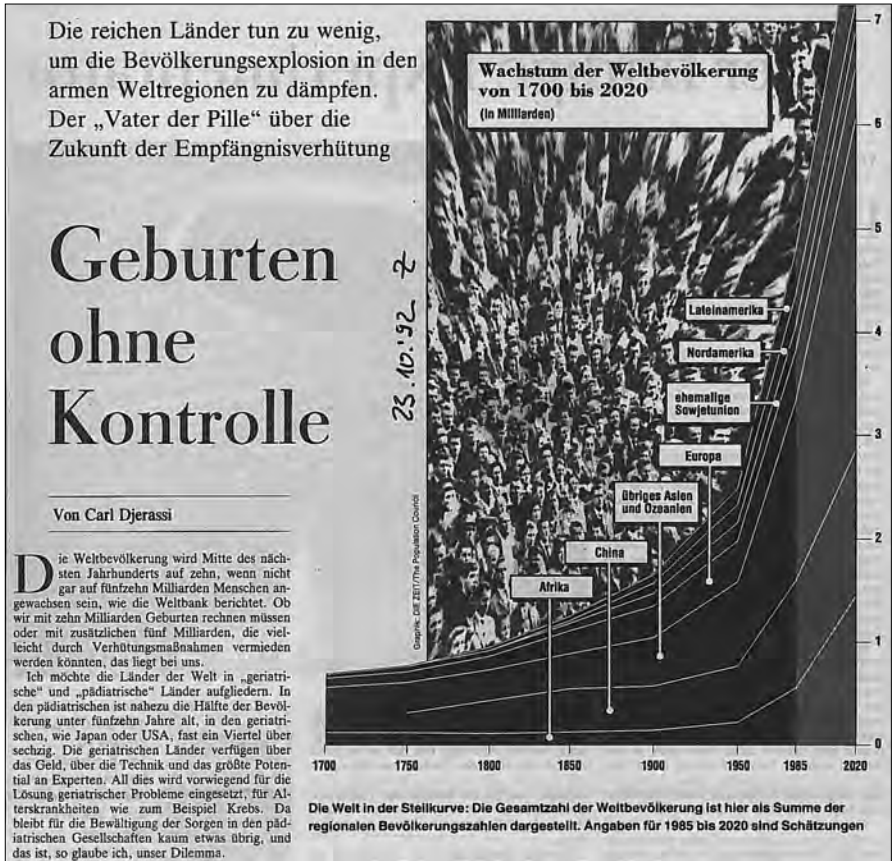 Die reichen Länder tun zu wenig,
um die Bevölkerungsexplosion in den
armen Weltregionen zu dämpfen.
Der „Vater der Pille“ über die
Zukunft der Empfängnisverhütung
Geburten
ohne
Kontrolle
23.10.92 Z
Von Carl Djerassi
Die Weltbevölkerung wird Mitte des näch-
sten Jahrhunderts auf zehn, wenn nicht
gar auf fünfzehn Milliarden Menschen an-
gewachsen sein, wie die Weltbank berichtet. Ob
wir mit zehn Milliarden Geburten rechnen müssen
oder mit zusätzlichen fünf Milliarden, die viel-
leicht durch Verhütungsmaßnahmen vermieden
werden könnten, das liegt bei uns.
Ich möchte die Länder der Welt in „geriatri-
sche“ und „pädiatrische“ Länder aufgliedern. In
den pädiatrischen ist nahezu die Hälfte der Bevöl-
kerung unter fünfzehn Jahre alt, in den geriatri-
schen, wie Japan oder USA, fast ein Viertel über
sechzig. Die geriatrischen Länder verfügen über
das Geld, über die Technik und das größte Poten-
tial an Experten. All dies wird vorwiegend für die
Lösung geriatrischer Probleme eingesetzt, für Al-
terskrankheiten wie zum Beispiel Krebs. Da
bleibt für die Bewältigung der Sorgen in den päd-
iatrischen Gesellschaften kaum etwas übrig, und
das ist, so glaube ich, unser Dilemma.
Wachstum der Weltbevölkerung
von 1700 bis 2020
(in Milliarden)
7
6
5
4
3
2
1
0
Lateinamerika
Nordamerika
ehemalige
Sowjetunion
Europa
übriges Asien
und Ozeanien
China
Afrika
Graphik: DIE ZEIT/The Population Council
1700 1750 1800 1850 1900 1950 1985 2020
Die Welt in der Steilkurve: Die Gesamtzahl der Weltbevölkerung ist hier als Summe der
regionalen Bevölkerungszahlen dargestellt. Angaben für 1985 bis 2020 sind Schätzungen